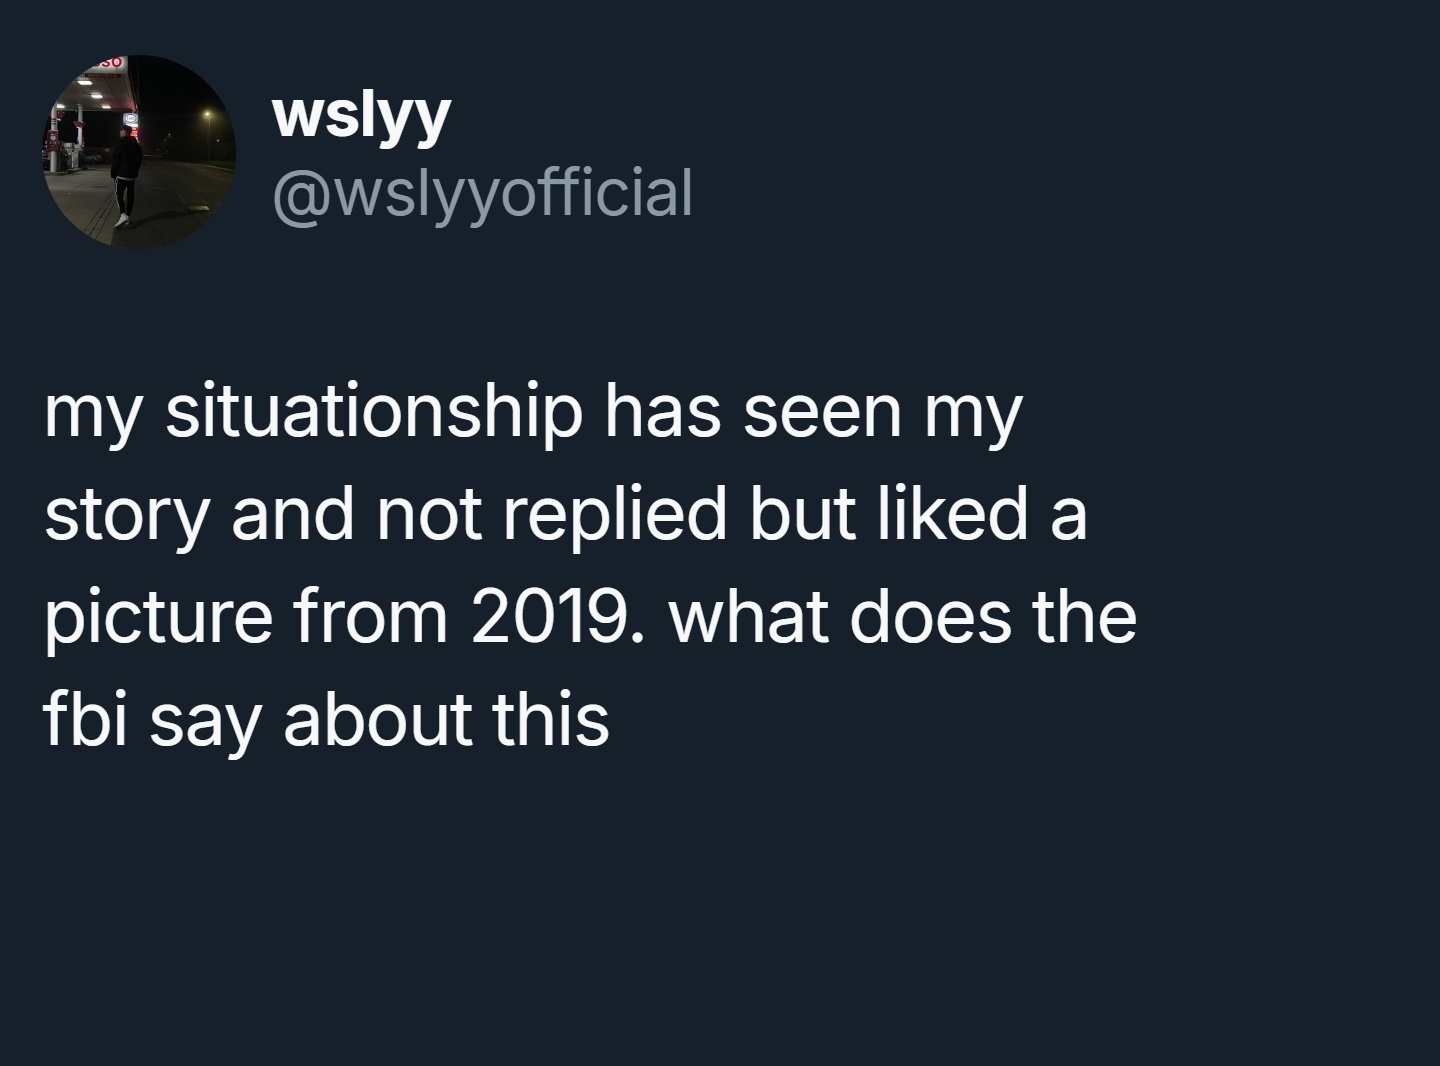 wslyy
@wslyyofficial
my situationship has seen my
story and not replied but liked a
picture from 2019. what does the
fbi say about this